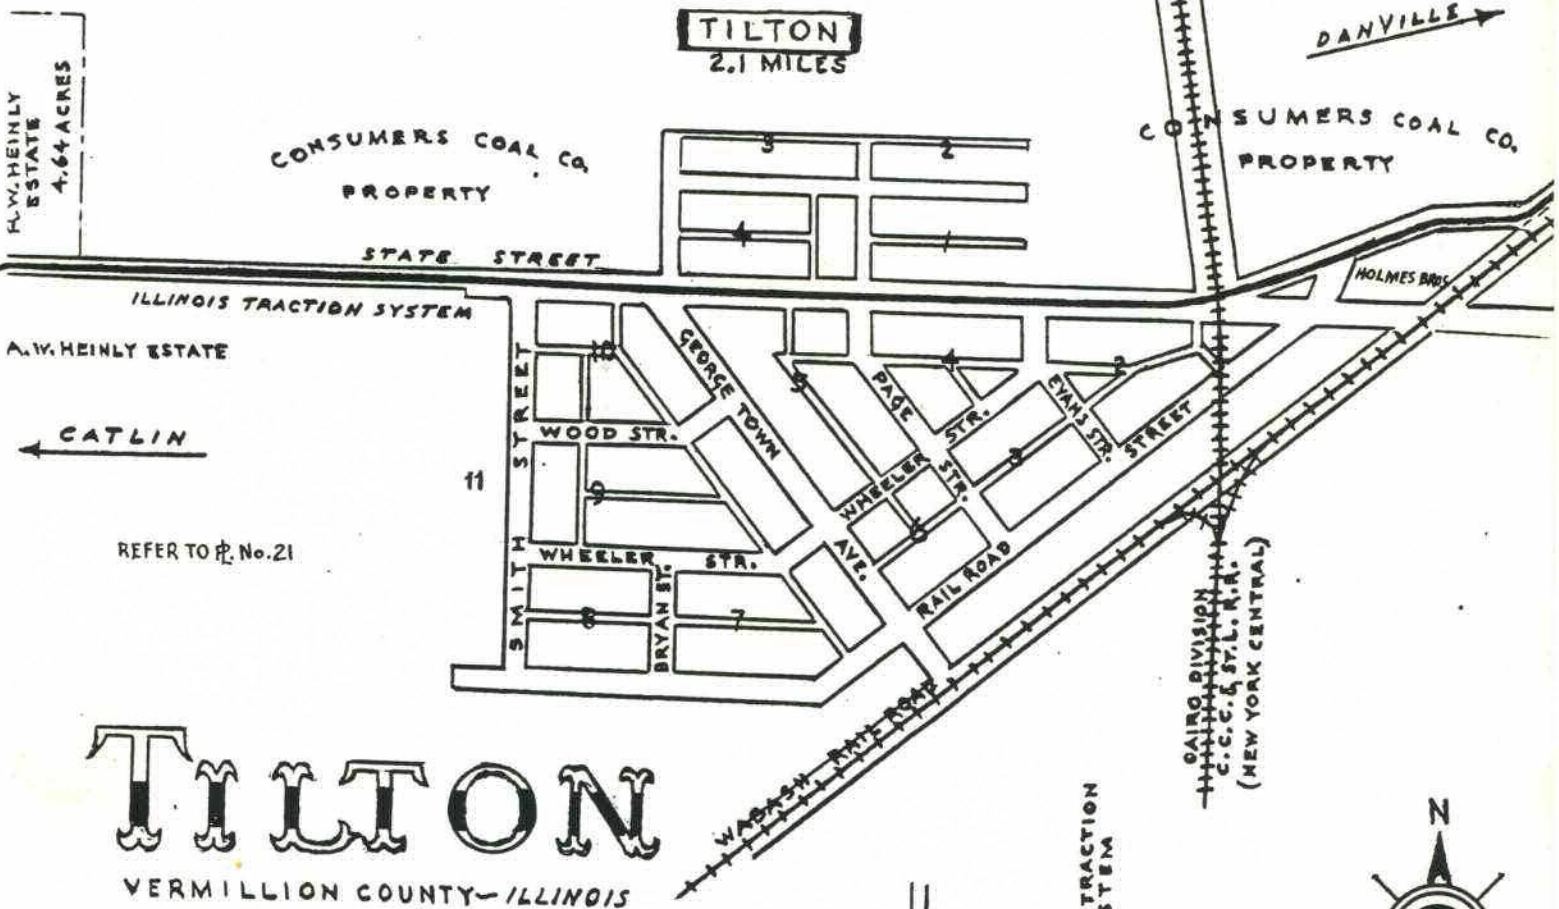 TILTON
2.1 MILES
DANVILLE
H.W. HEINLY
ESTATE
4.64 ACRES
CONSUMERS COAL CO.
PROPERTY
CONSUMERS COAL CO.
PROPERTY
3
2
4
1
STATE STREET
ILLINOIS TRACTION SYSTEM
HOLMES BROS.
A.W. HEINLY ESTATE
CATLIN
11
REFER TO PL. No. 21
SMITH STREET
10
GEORGE TOWN AVE.
5
PAGE STR.
4
2
EVANS STR.
WOOD STR.
9
WHEELER STR.
3
6
RAIL ROAD STREET
WHEELER STR.
BRYAN ST.
8
7
WABASH RAIL ROAD
CAIRO DIVISION
C.C.C. & ST. L. R.R.
(NEW YORK CENTRAL)
TILTON
VERMILLION COUNTY—ILLINOIS
TRACTION
STEM
N